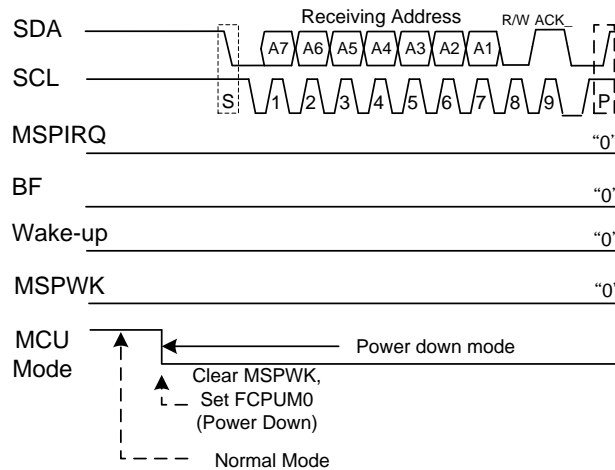 Receiving Address
R/W ACK_
SDA
A7 A6 A5 A4 A3 A2 A1
SCL
S 1 2 3 4 5 6 7 8 9 P
MSPIRQ "0"
BF "0"
Wake-up "0"
MSPWK "0"
MCU
Mode
Power down mode
Clear MSPWK,
Set FCPUM0
(Power Down)
Normal Mode